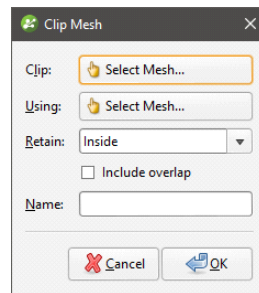 Clip Mesh
Clip: Select Mesh...
Using: Select Mesh...
Retain: Inside
Include overlap
Name:
Cancel OK